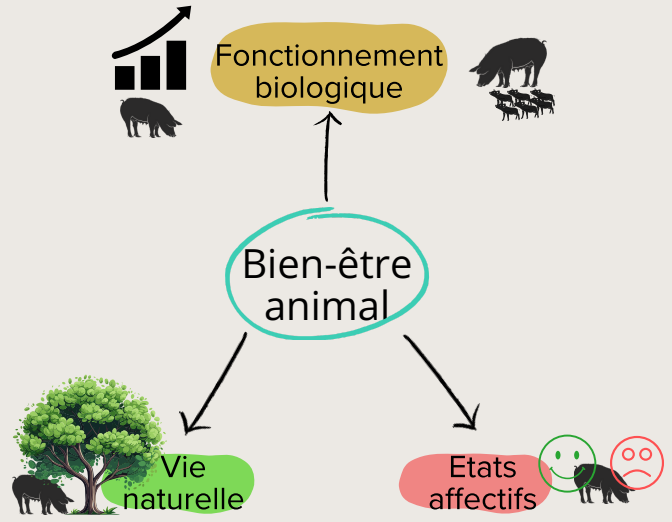 Fonctionnement
biologique
Bien-être
animal
Vie
naturelle
Etats
affectifs